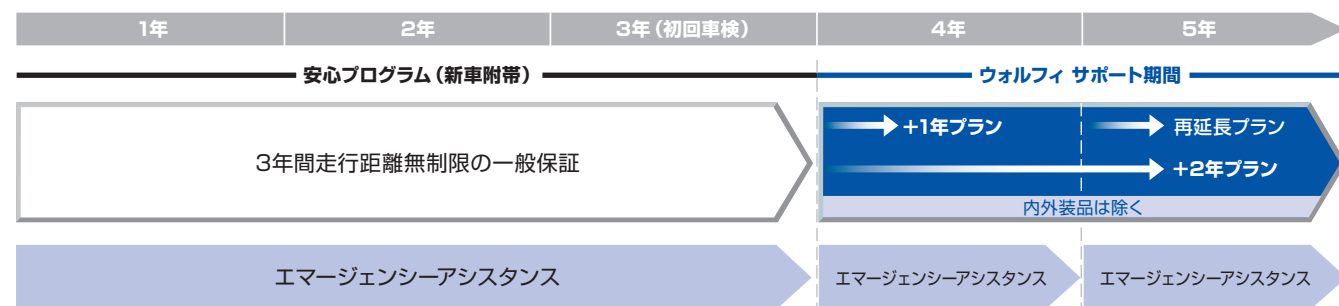 1年 2年 3年（初回車検） 4年 5年
安心プログラム（新車附帯） ウォルフィ サポート期間
+1年プラン 再延長プラン
3年間走行距離無制限の一般保証
+2年プラン
内外装品は除く
エマージェンシーアシスタンス エマージェンシーアシスタンス エマージェンシーアシスタンス